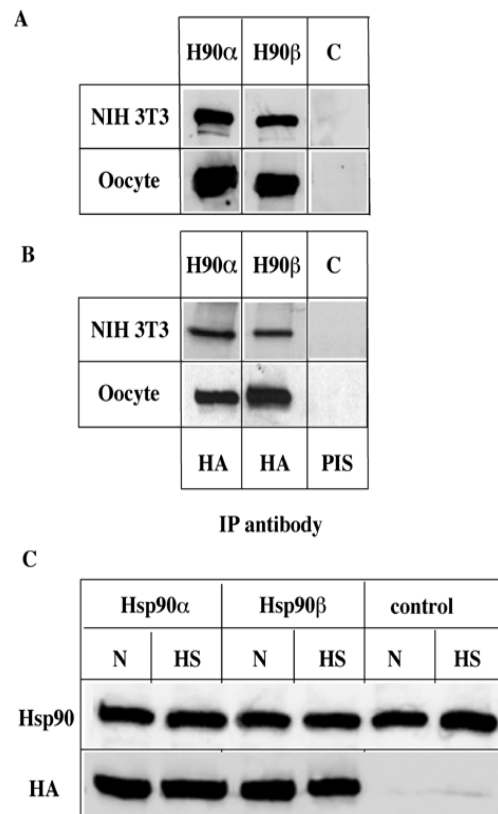 A
H90α H90β C
NIH 3T3
Oocyte
B
H90α H90β C
NIH 3T3
Oocyte
HA HA PIS
IP antibody
C
Hsp90α Hsp90β control
N HS N HS N HS
Hsp90
HA